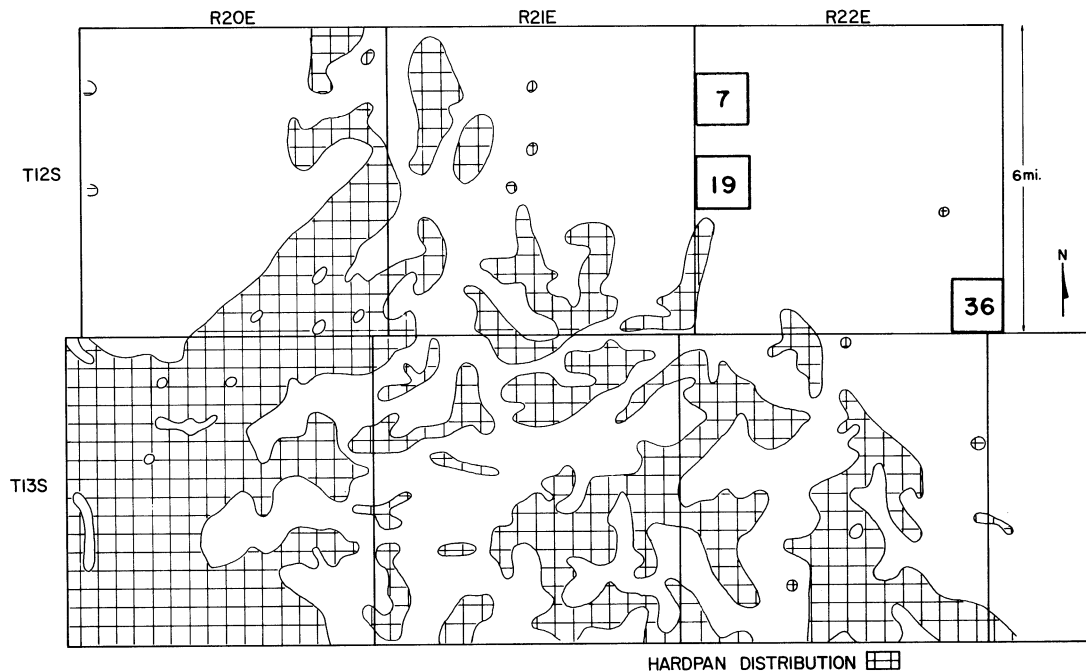 R20E R21E R22E
7
T12S
19
6mi.
N
36
T13S
HARDPAN DISTRIBUTION